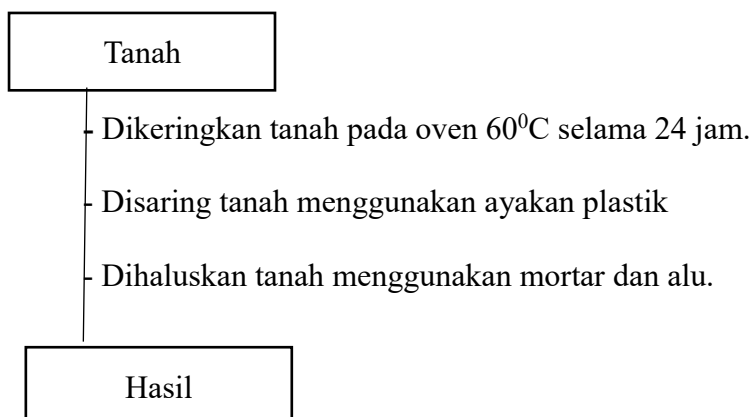 Tanah
- Dikeringkan tanah pada oven 60⁰C selama 24 jam.
- Disaring tanah menggunakan ayakan plastik
- Dihaluskan tanah menggunakan mortar dan alu.
Hasil